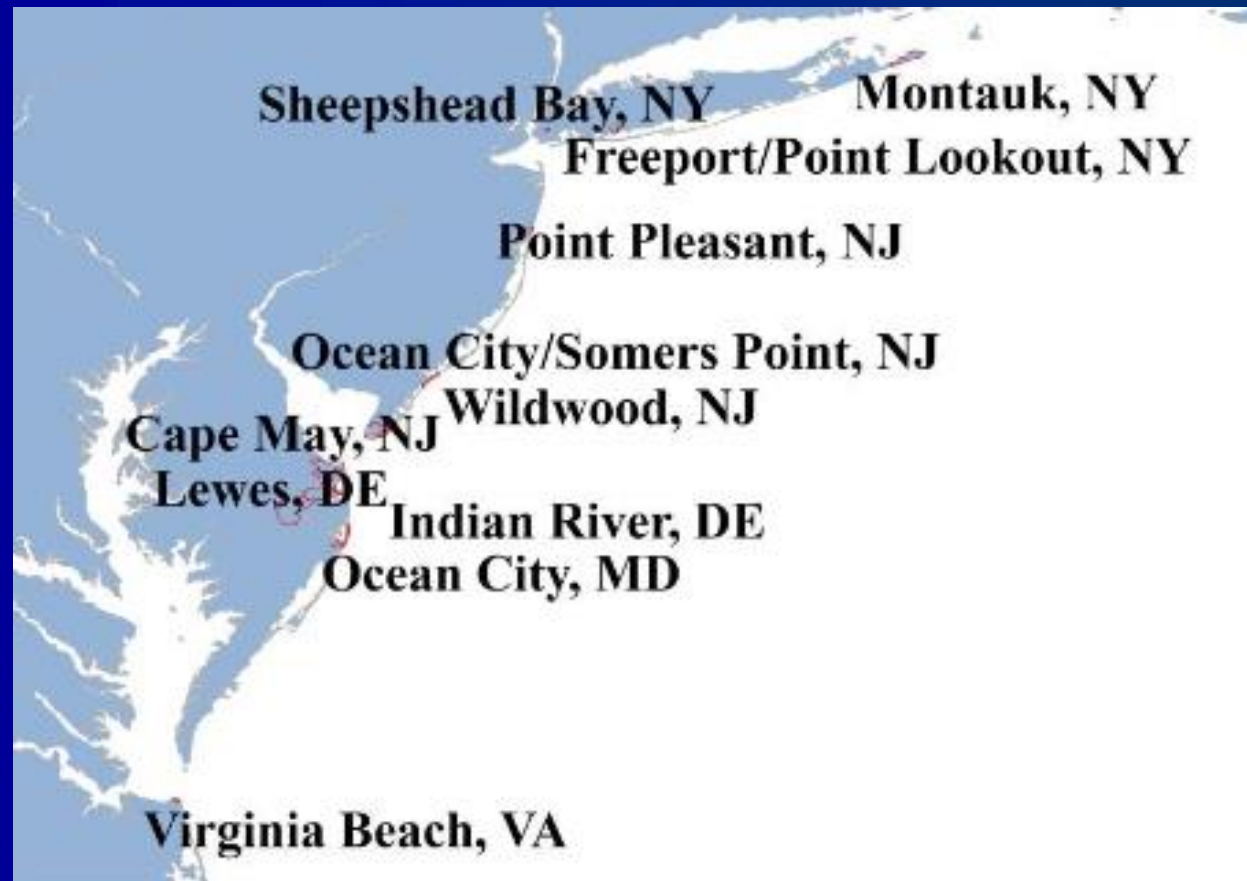 Montauk, NY
Sheepshead Bay, NY
Freeport/Point Lookout, NY
Point Pleasant, NJ
Ocean City/Somers Point, NJ
Wildwood, NJ
Cape May, NJ
Lewes, DE
Indian River, DE
Ocean City, MD
Virginia Beach, VA